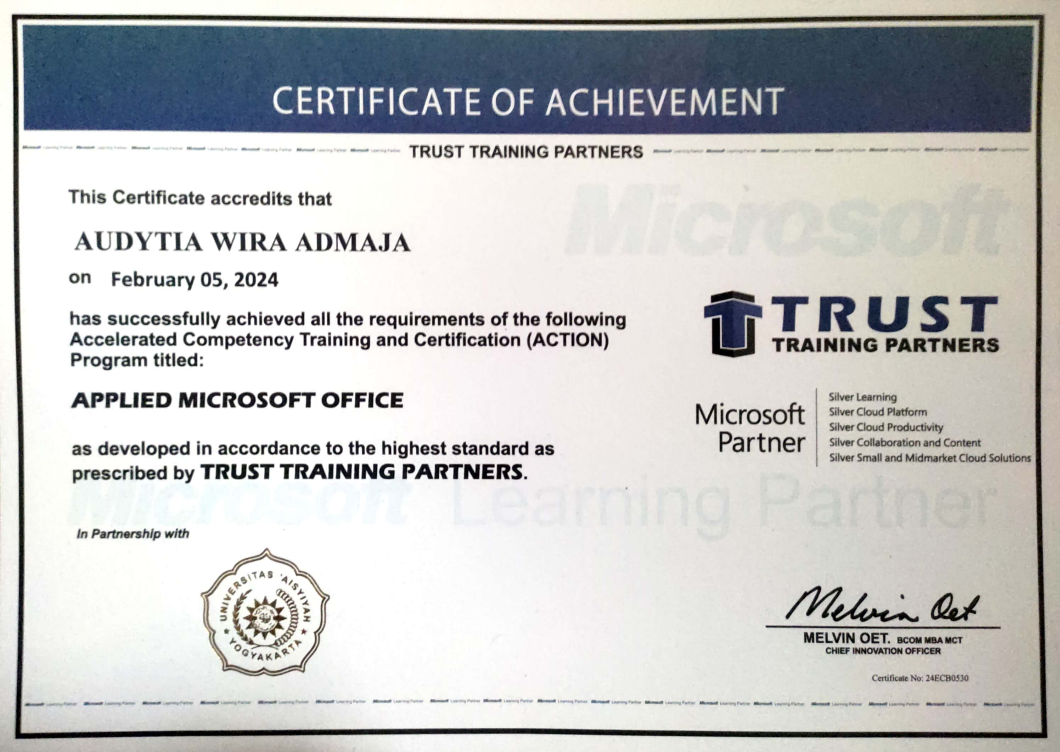 CERTIFICATE OF ACHIEVEMENT
TRUST TRAINING PARTNERS
This Certificate accredits that
AUDYTIA WIRA ADMAJA
on February 05, 2024
has successfully achieved all the requirements of the following
Accelerated Competency Training and Certification (ACTION)
Program titled:
APPLIED MICROSOFT OFFICE
as developed in accordance to the highest standard as
prescribed by TRUST TRAINING PARTNERS.
In Partnership with
UNIVERSITAS 'AISYIYAH
YOGYAKARTA
Microsoft
TRUST
TRAINING PARTNERS
Microsoft
Partner
Silver Learning
Silver Cloud Platform
Silver Cloud Productivity
Silver Collaboration and Content
Silver Small and Midmarket Cloud Solutions
Microsoft Learning Partner
Melvin Oet
MELVIN OET. BCOM MBA MCT
CHIEF INNOVATION OFFICER
Certificate No: 24ECB0530